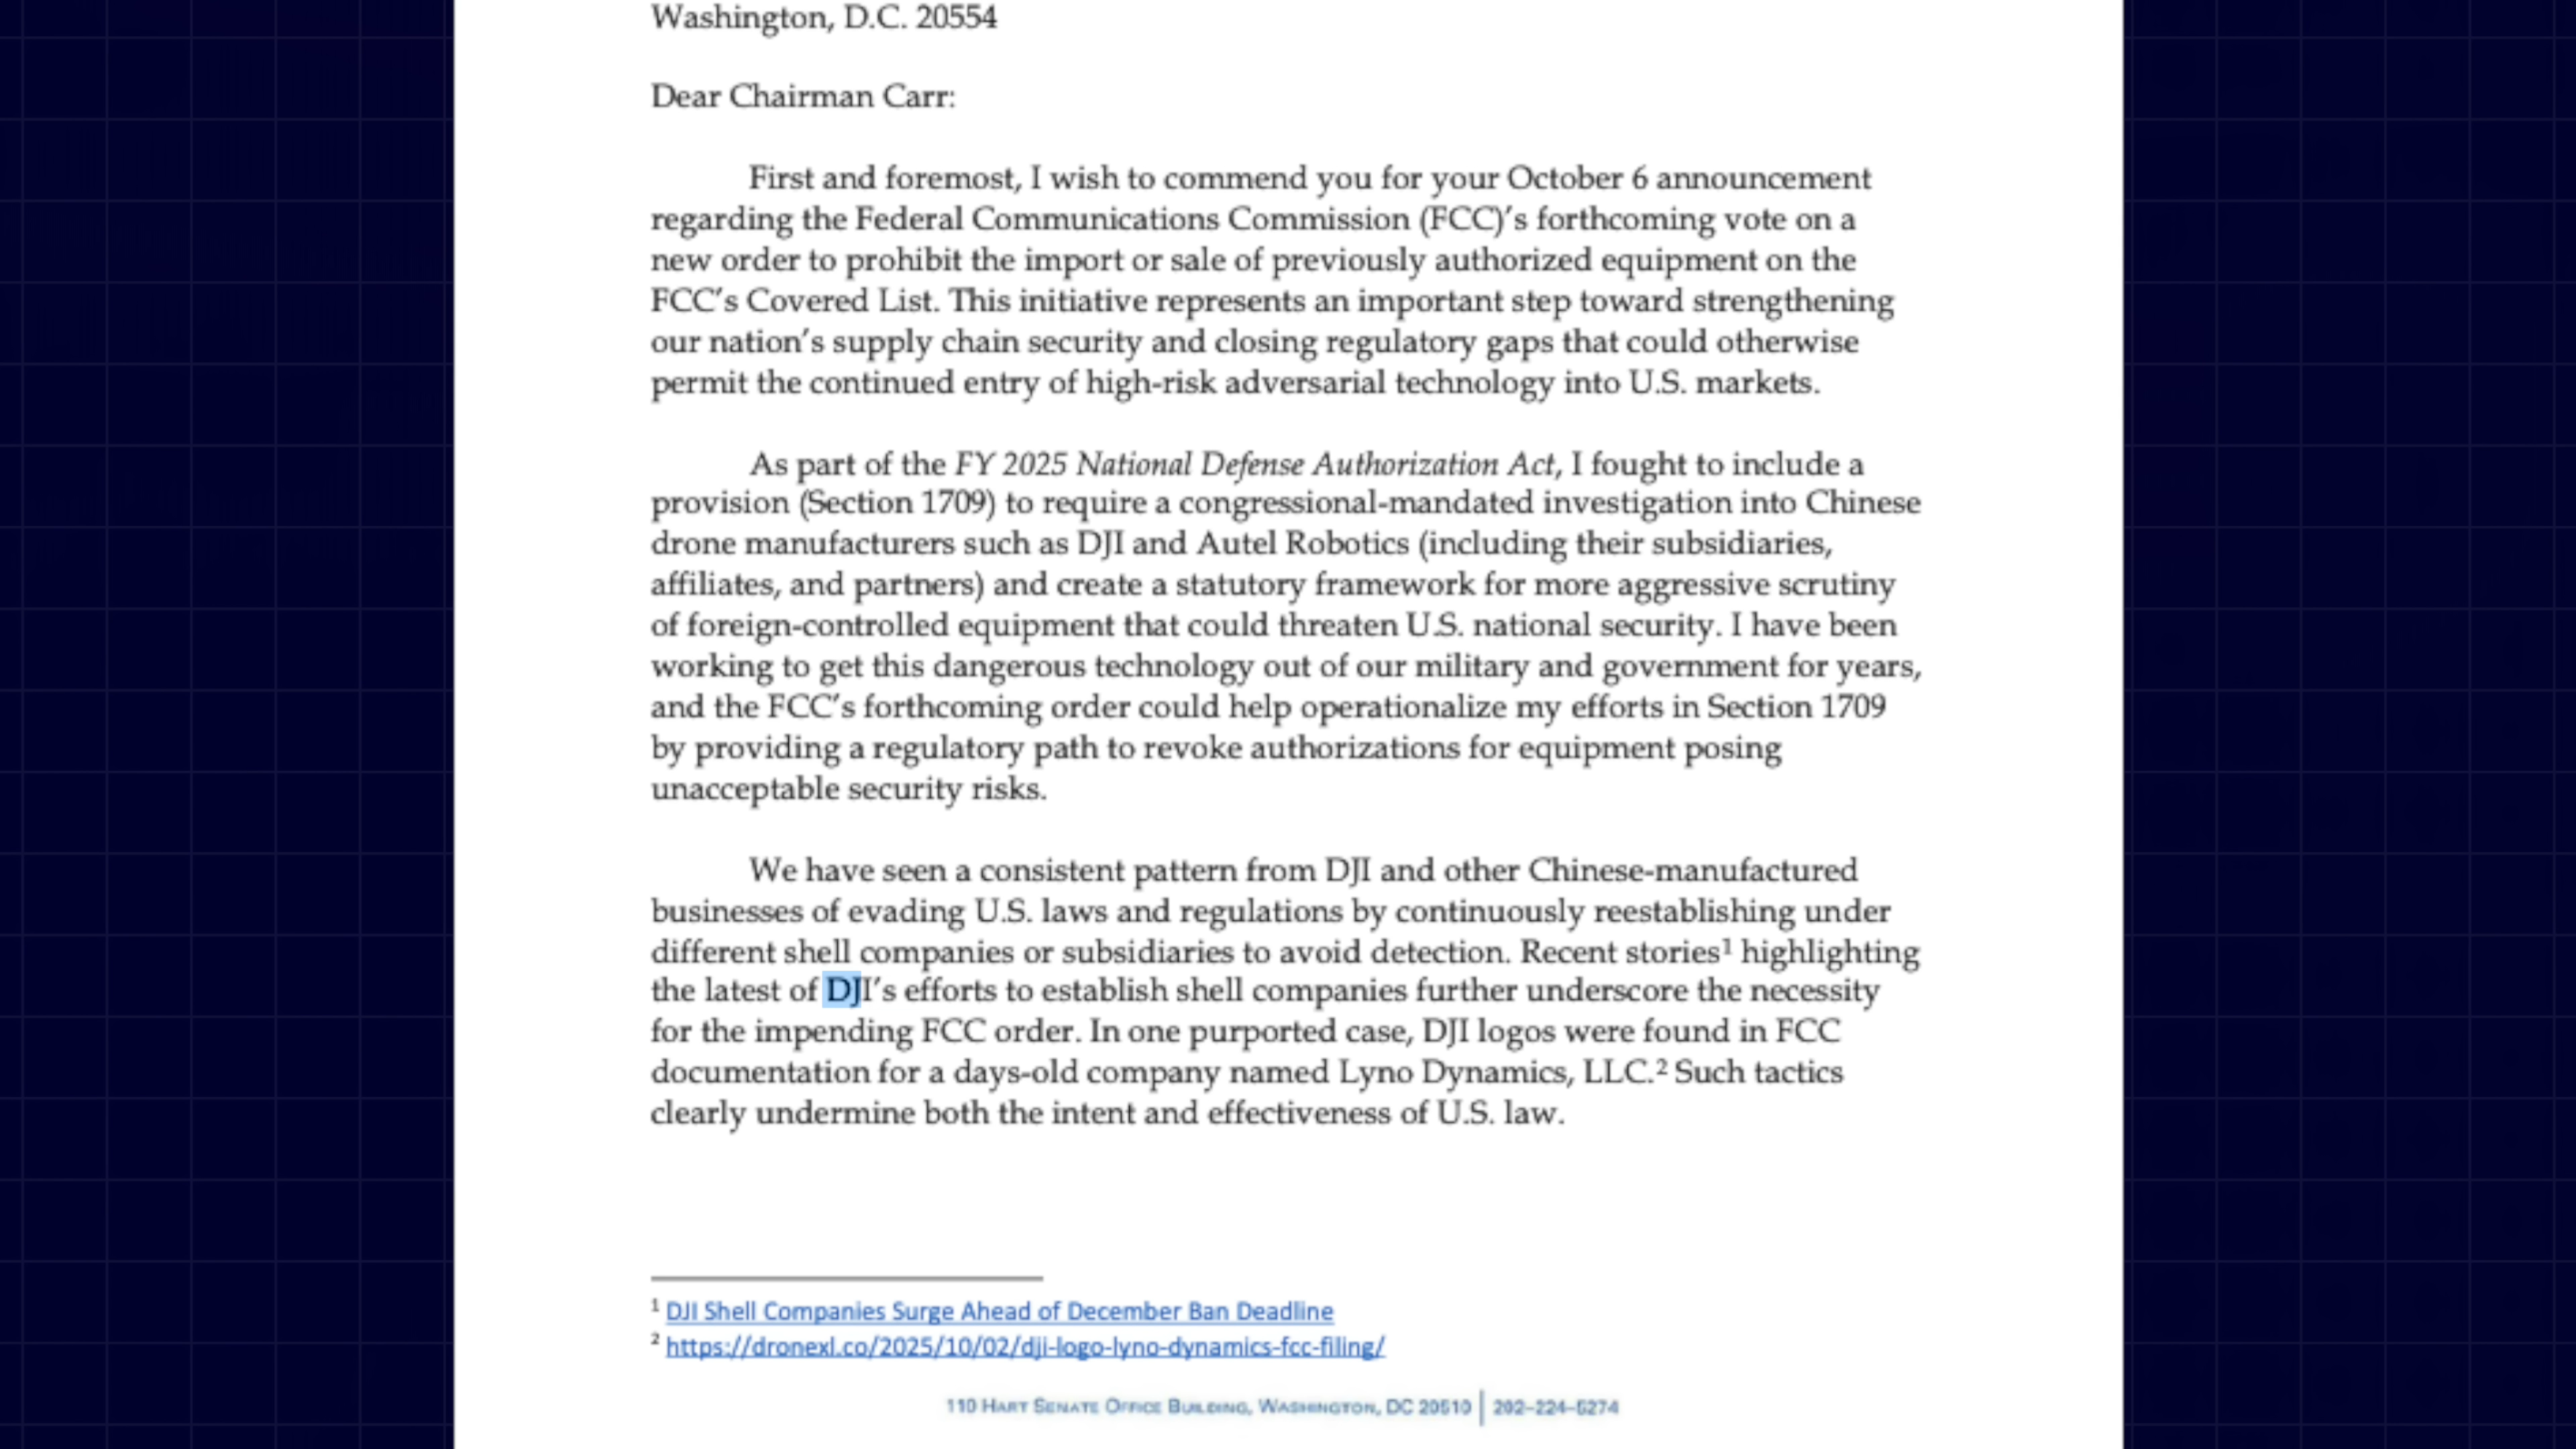 Washington, D.C. 20554
Dear Chairman Carr:
First and foremost, I wish to commend you for your October 6 announcement
regarding the Federal Communications Commission (FCC)’s forthcoming vote on a
new order to prohibit the import or sale of previously authorized equipment on the
FCC’s Covered List. This initiative represents an important step toward strengthening
our nation’s supply chain security and closing regulatory gaps that could otherwise
permit the continued entry of high-risk adversarial technology into U.S. markets.
As part of the FY 2025 National Defense Authorization Act, I fought to include a
provision (Section 1709) to require a congressional-mandated investigation into Chinese
drone manufacturers such as DJI and Autel Robotics (including their subsidiaries,
affiliates, and partners) and create a statutory framework for more aggressive scrutiny
of foreign-controlled equipment that could threaten U.S. national security. I have been
working to get this dangerous technology out of our military and government for years,
and the FCC’s forthcoming order could help operationalize my efforts in Section 1709
by providing a regulatory path to revoke authorizations for equipment posing
unacceptable security risks.
We have seen a consistent pattern from DJI and other Chinese-manufactured
businesses of evading U.S. laws and regulations by continuously reestablishing under
different shell companies or subsidiaries to avoid detection. Recent stories¹ highlighting
the latest of DJI’s efforts to establish shell companies further underscore the necessity
for the impending FCC order. In one purported case, DJI logos were found in FCC
documentation for a days-old company named Lyno Dynamics, LLC.² Such tactics
clearly undermine both the intent and effectiveness of U.S. law.
¹ DJI Shell Companies Surge Ahead of December Ban Deadline
² https://dronexl.co/2025/10/02/dji-logo-lyno-dynamics-fcc-filing/
110 Hart Senate Office Building, Washington, DC 20510 | 202-224-5274